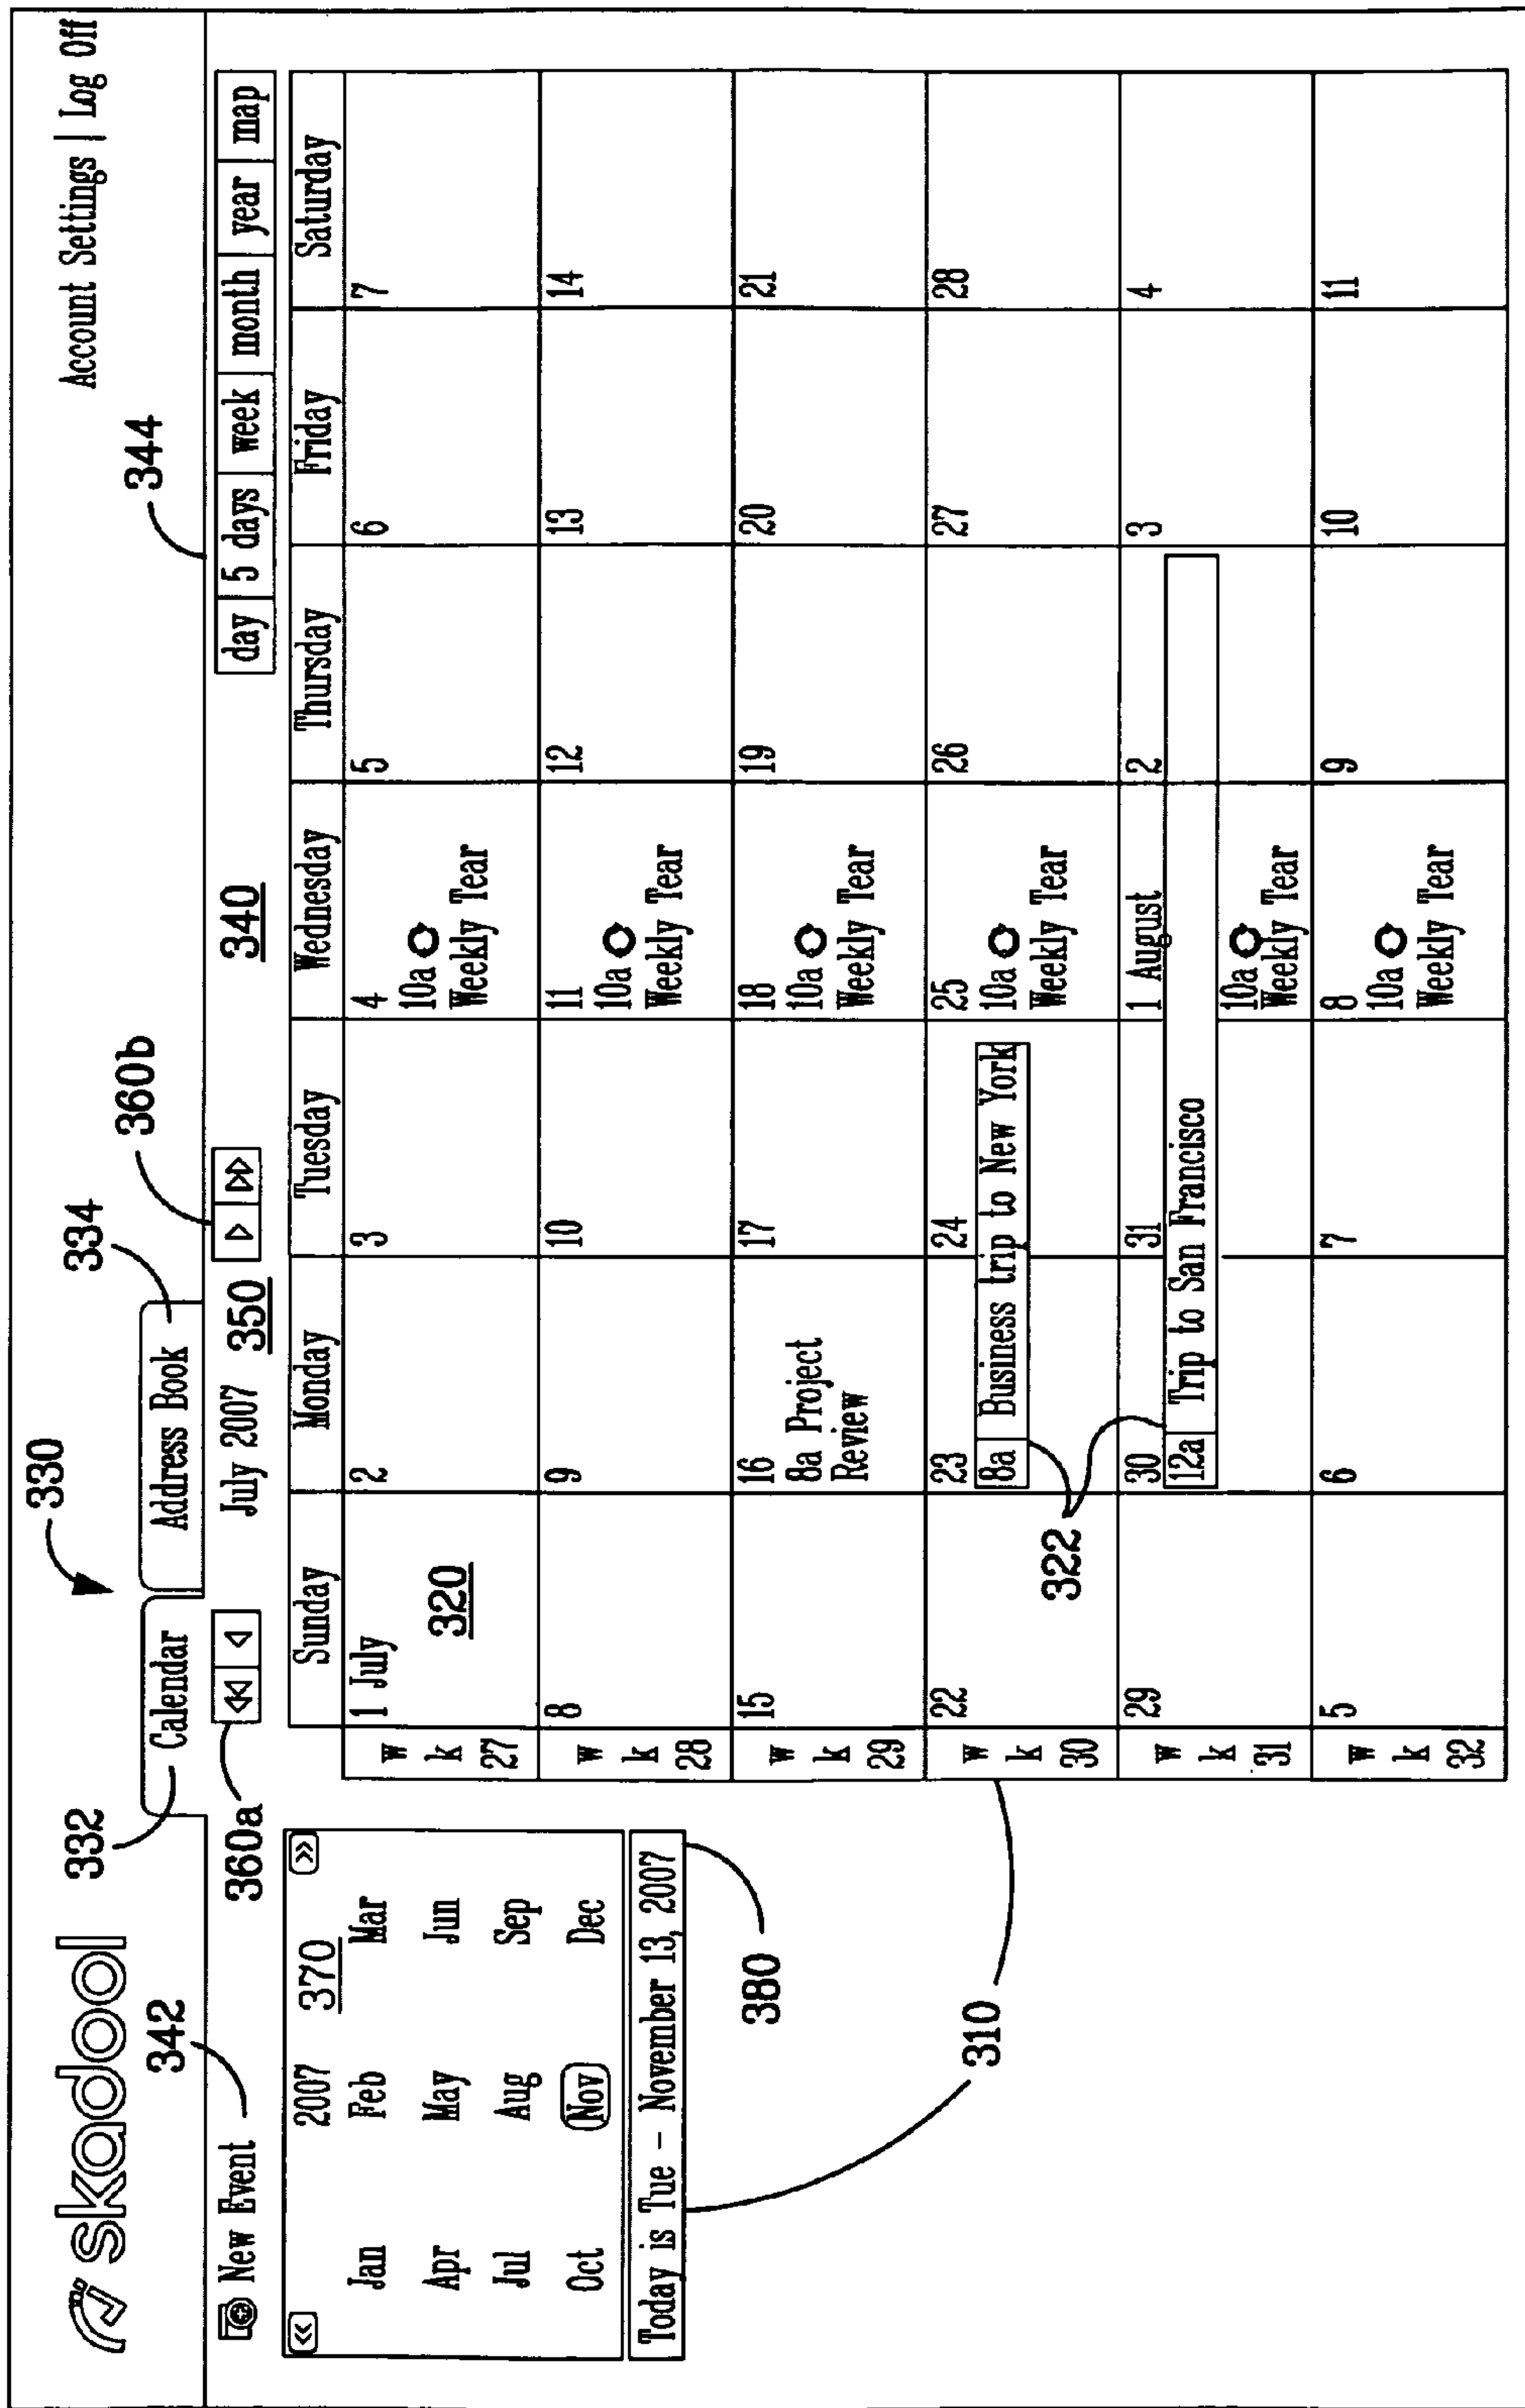 skadool
Account Settings | Log Off
330
332
334
342
344
360a
360b
Calendar
Address Book
New Event
July 2007
350
340
day 5 days week month year map
« 2007 370 »
Jan Feb Mar
Apr May Jun
Jul Aug Sep
Oct Nov Dec
Today is Tue - November 13, 2007
380
310
Sunday Monday Tuesday Wednesday Thursday Friday Saturday
wk 27
1 July 2 3 4 5 6 7
320
10a
Weekly Tear
wk 28
8 9 10 11 12 13 14
10a
Weekly Tear
wk 29
15 16 17 18 19 20 21
8a Project
Review
10a
Weekly Tear
wk 30
22 23 24 25 26 27 28
8a Business trip to New York
10a
Weekly Tear
322
wk 31
29 30 31 1 August 2 3 4
12a Trip to San Francisco
10a
Weekly Tear
wk 32
5 6 7 8 9 10 11
10a
Weekly Tear